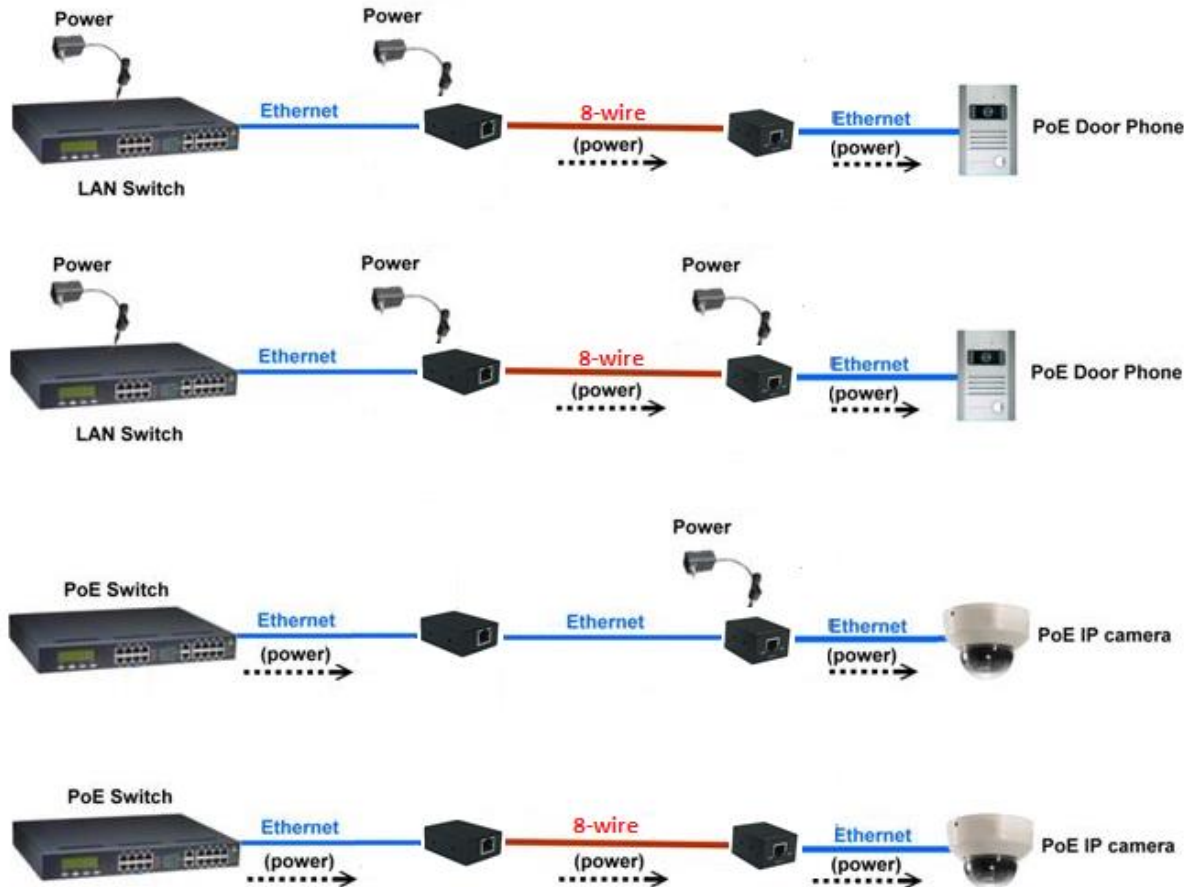 Power
Power
Ethernet
8-wire
Ethernet
(power)
(power)
PoE Door Phone
LAN Switch
Power
Power
Power
Ethernet
8-wire
Ethernet
(power)
(power)
PoE Door Phone
LAN Switch
Power
PoE Switch
Ethernet
Ethernet
Ethernet
(power)
(power)
PoE IP camera
PoE Switch
Ethernet
8-wire
Ethernet
(power)
(power)
(power)
PoE IP camera